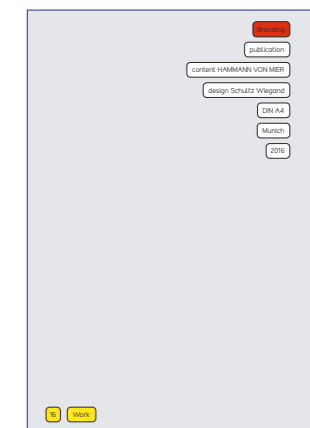 Branding
publication
content HAMMANN VON MIER
design Schultz Wiegand
DIN A4
Munich
2016
16 Work